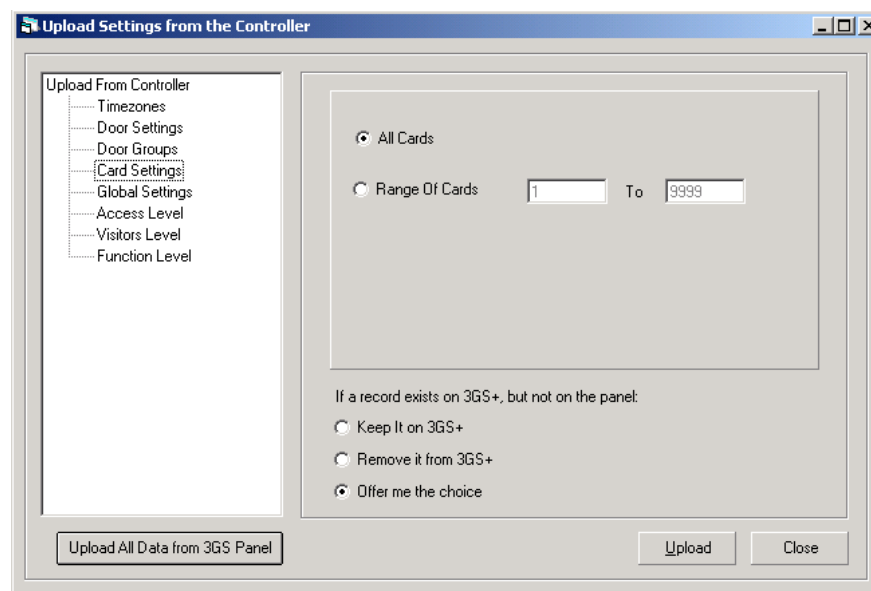 Upload Settings from the Controller
Upload From Controller
Timezones
Door Settings
Door Groups
Card Settings
Global Settings
Access Level
Visitors Level
Function Level
All Cards
Range Of Cards 1 To 9999
If a record exists on 3GS+, but not on the panel:
Keep It on 3GS+
Remove it from 3GS+
Offer me the choice
Upload All Data from 3GS Panel Upload Close